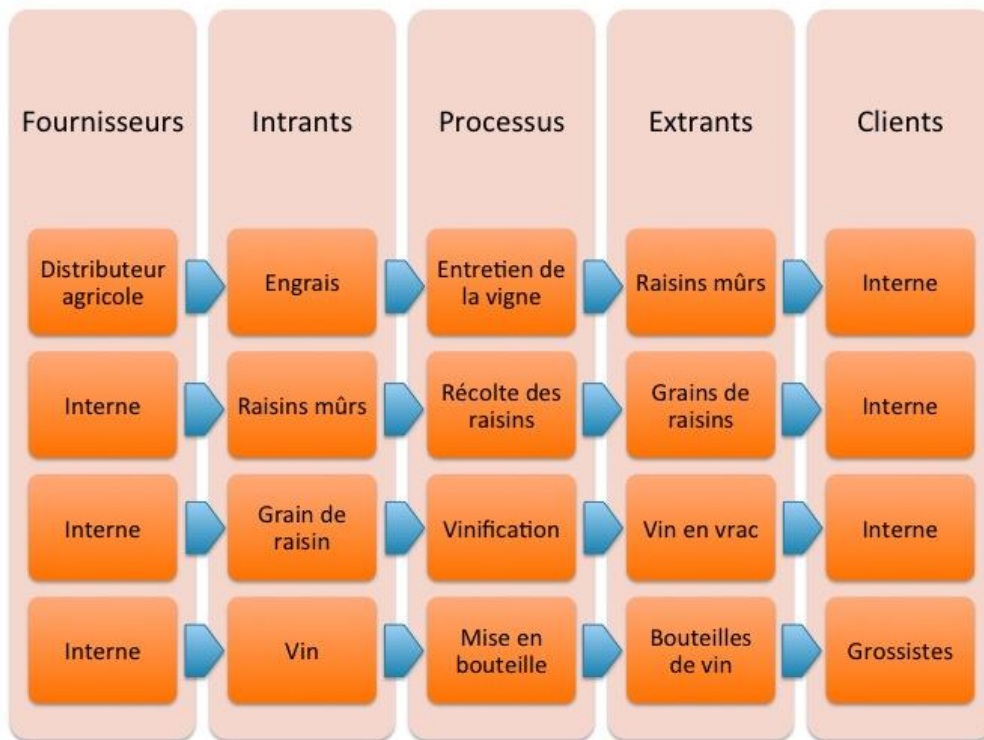 Fournisseurs
Intrants
Processus
Extrants
Clients
Distributeur
agricole
Engrais
Entretien de
la vigne
Raisins mûrs
Interne
Interne
Raisins mûrs
Récolte des
raisins
Grains de
raisins
Interne
Interne
Grain de
raisin
Vinification
Vin en vrac
Interne
Interne
Vin
Mise en
bouteille
Bouteilles
de vin
Grossistes